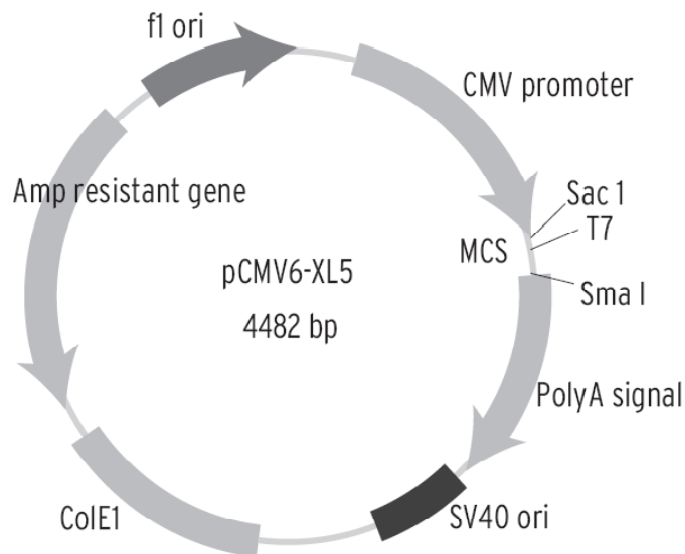 f1 ori
CMV promoter
Amp resistant gene
Sac 1
T7
MCS
pCMV6-XL5
Sma I
4482 bp
PolyA signal
ColE1
SV40 ori